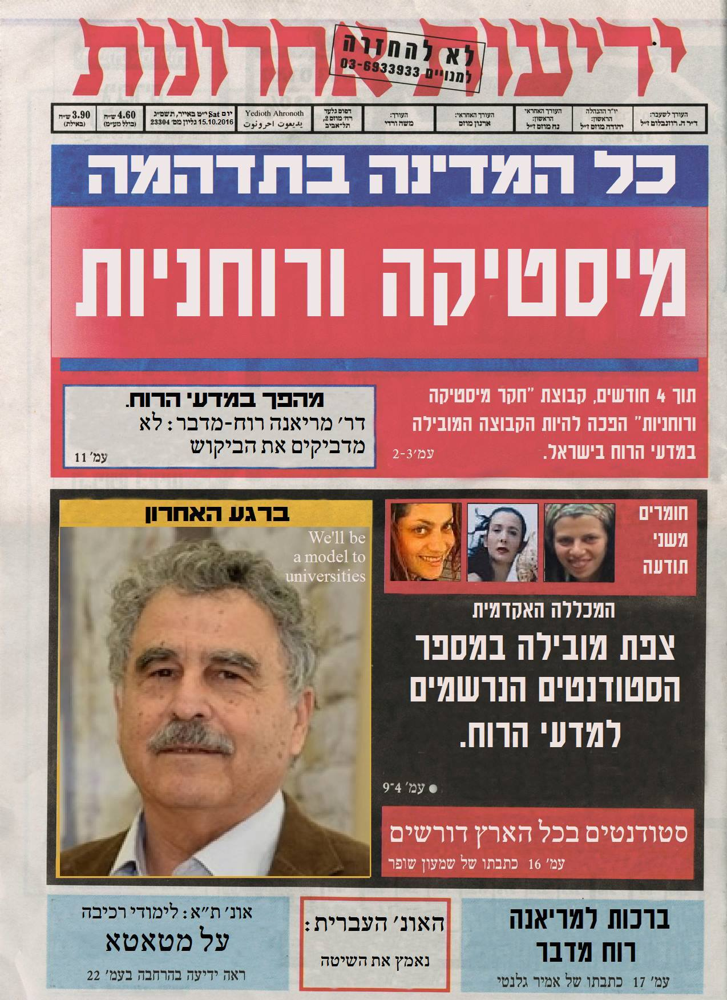 ידיעות אחרונות
לא להחזרה
למנויים 03-6933933
העורך לשעבר:
ד״ר ה. רוזנבלום ז״ל
יו״ר ההנהלה
הראשון:
יהודה מוזס ז״ל
העורך האחראי
הראשון:
נח מוזס ז״ל
העורך האחראי:
ארנון מוזס
העורך:
משה ורדי
דפוס גלעד
רח׳ מוזס 2,
תל-אביב
Yedioth Ahronoth
يديعوت احرونوت
יום Sat י״ט באייר, תשס״ג
15.10.2016 גליון מס׳ 23304
4.60 ש״ח
(כולל מע״מ)
3.90 ש״ח
(באילת)
כל המדינה בתדהמה
מיסטיקה ורוחניות
תוך 4 חודשים, קבוצת ״חקר מיסטיקה
ורוחניות״ הפכה להיות הקבוצה המובילה
במדעי הרוח בישראל.
עמ׳2-3
מהפך במדעי הרוח.
דר׳ מריאנה רוח-מדבר: לא
מדביקים את הביקוש
עמ׳ 11
חומרים
משני
תודעה
המכללה האקדמית
צפת מובילה במספר
הסטודנטים הנרשמים
למדעי הרוח.
● עמ׳ 4־9
סטודנטים בכל הארץ דורשים
עמ׳ 16 כתבתו של שמעון שופר
ברגע האחרון
We'll be
a model to
universities
ברכות למריאנה
רוח מדבר
עמ׳ 17 כתבתו של אמיר גלנטי
האונ׳ העברית:
נאמץ את השיטה
אונ׳ ת״א: לימודי רכיבה
על מטאטא
ראה ידיעה בהרחבה בעמ׳ 22